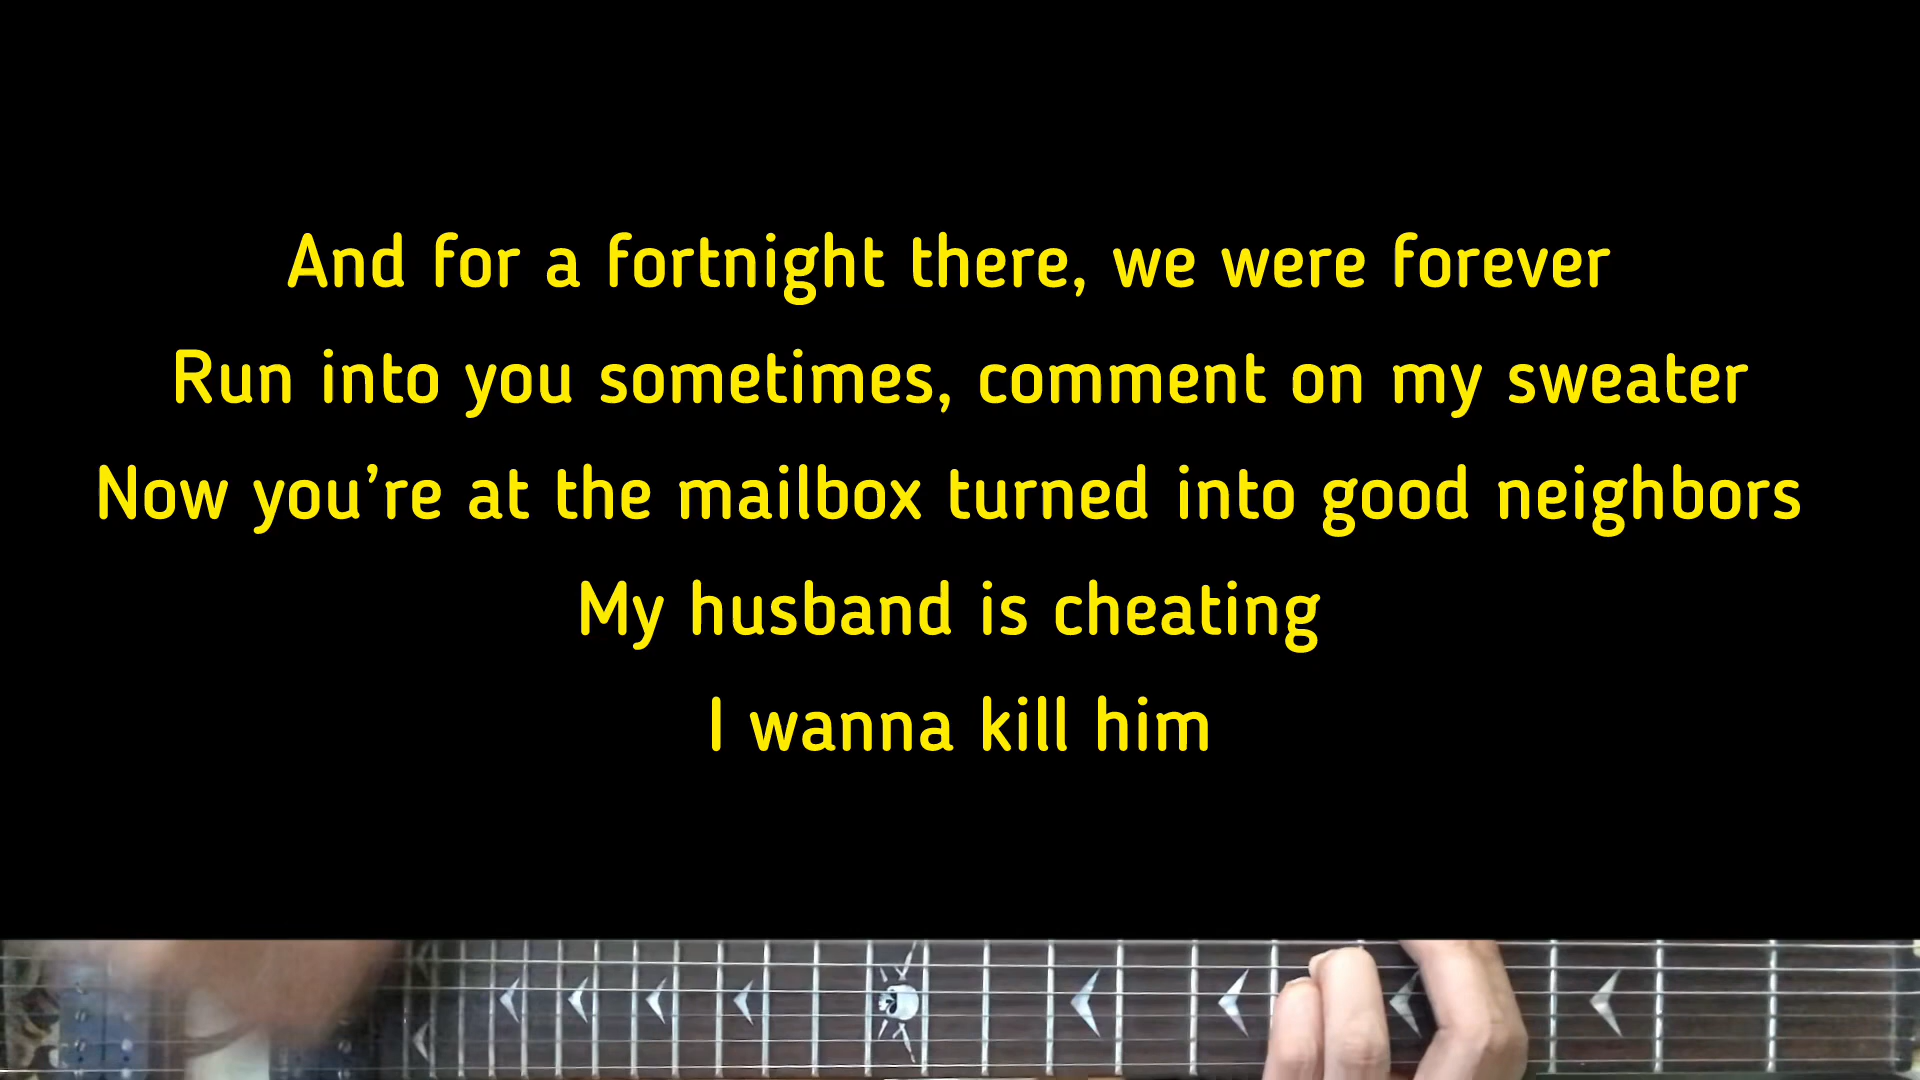 And for a fortnight there, we were forever
Run into you sometimes, comment on my sweater
Now you’re at the mailbox turned into good neighbors
My husband is cheating
I wanna kill him